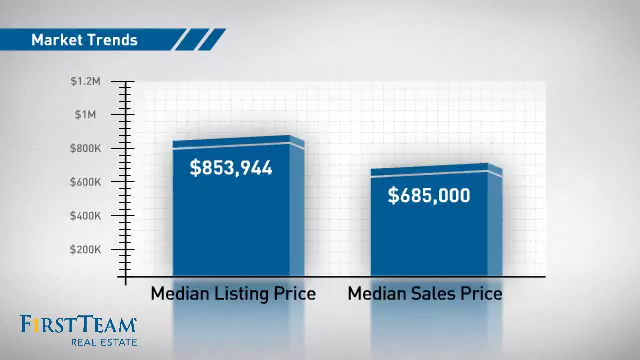 Market Trends
$1.2M
$1M
$800K
$600K
$400K
$200K
$853,944
$685,000
Median Listing Price
Median Sales Price
FIRSTTEAM®
REAL ESTATE